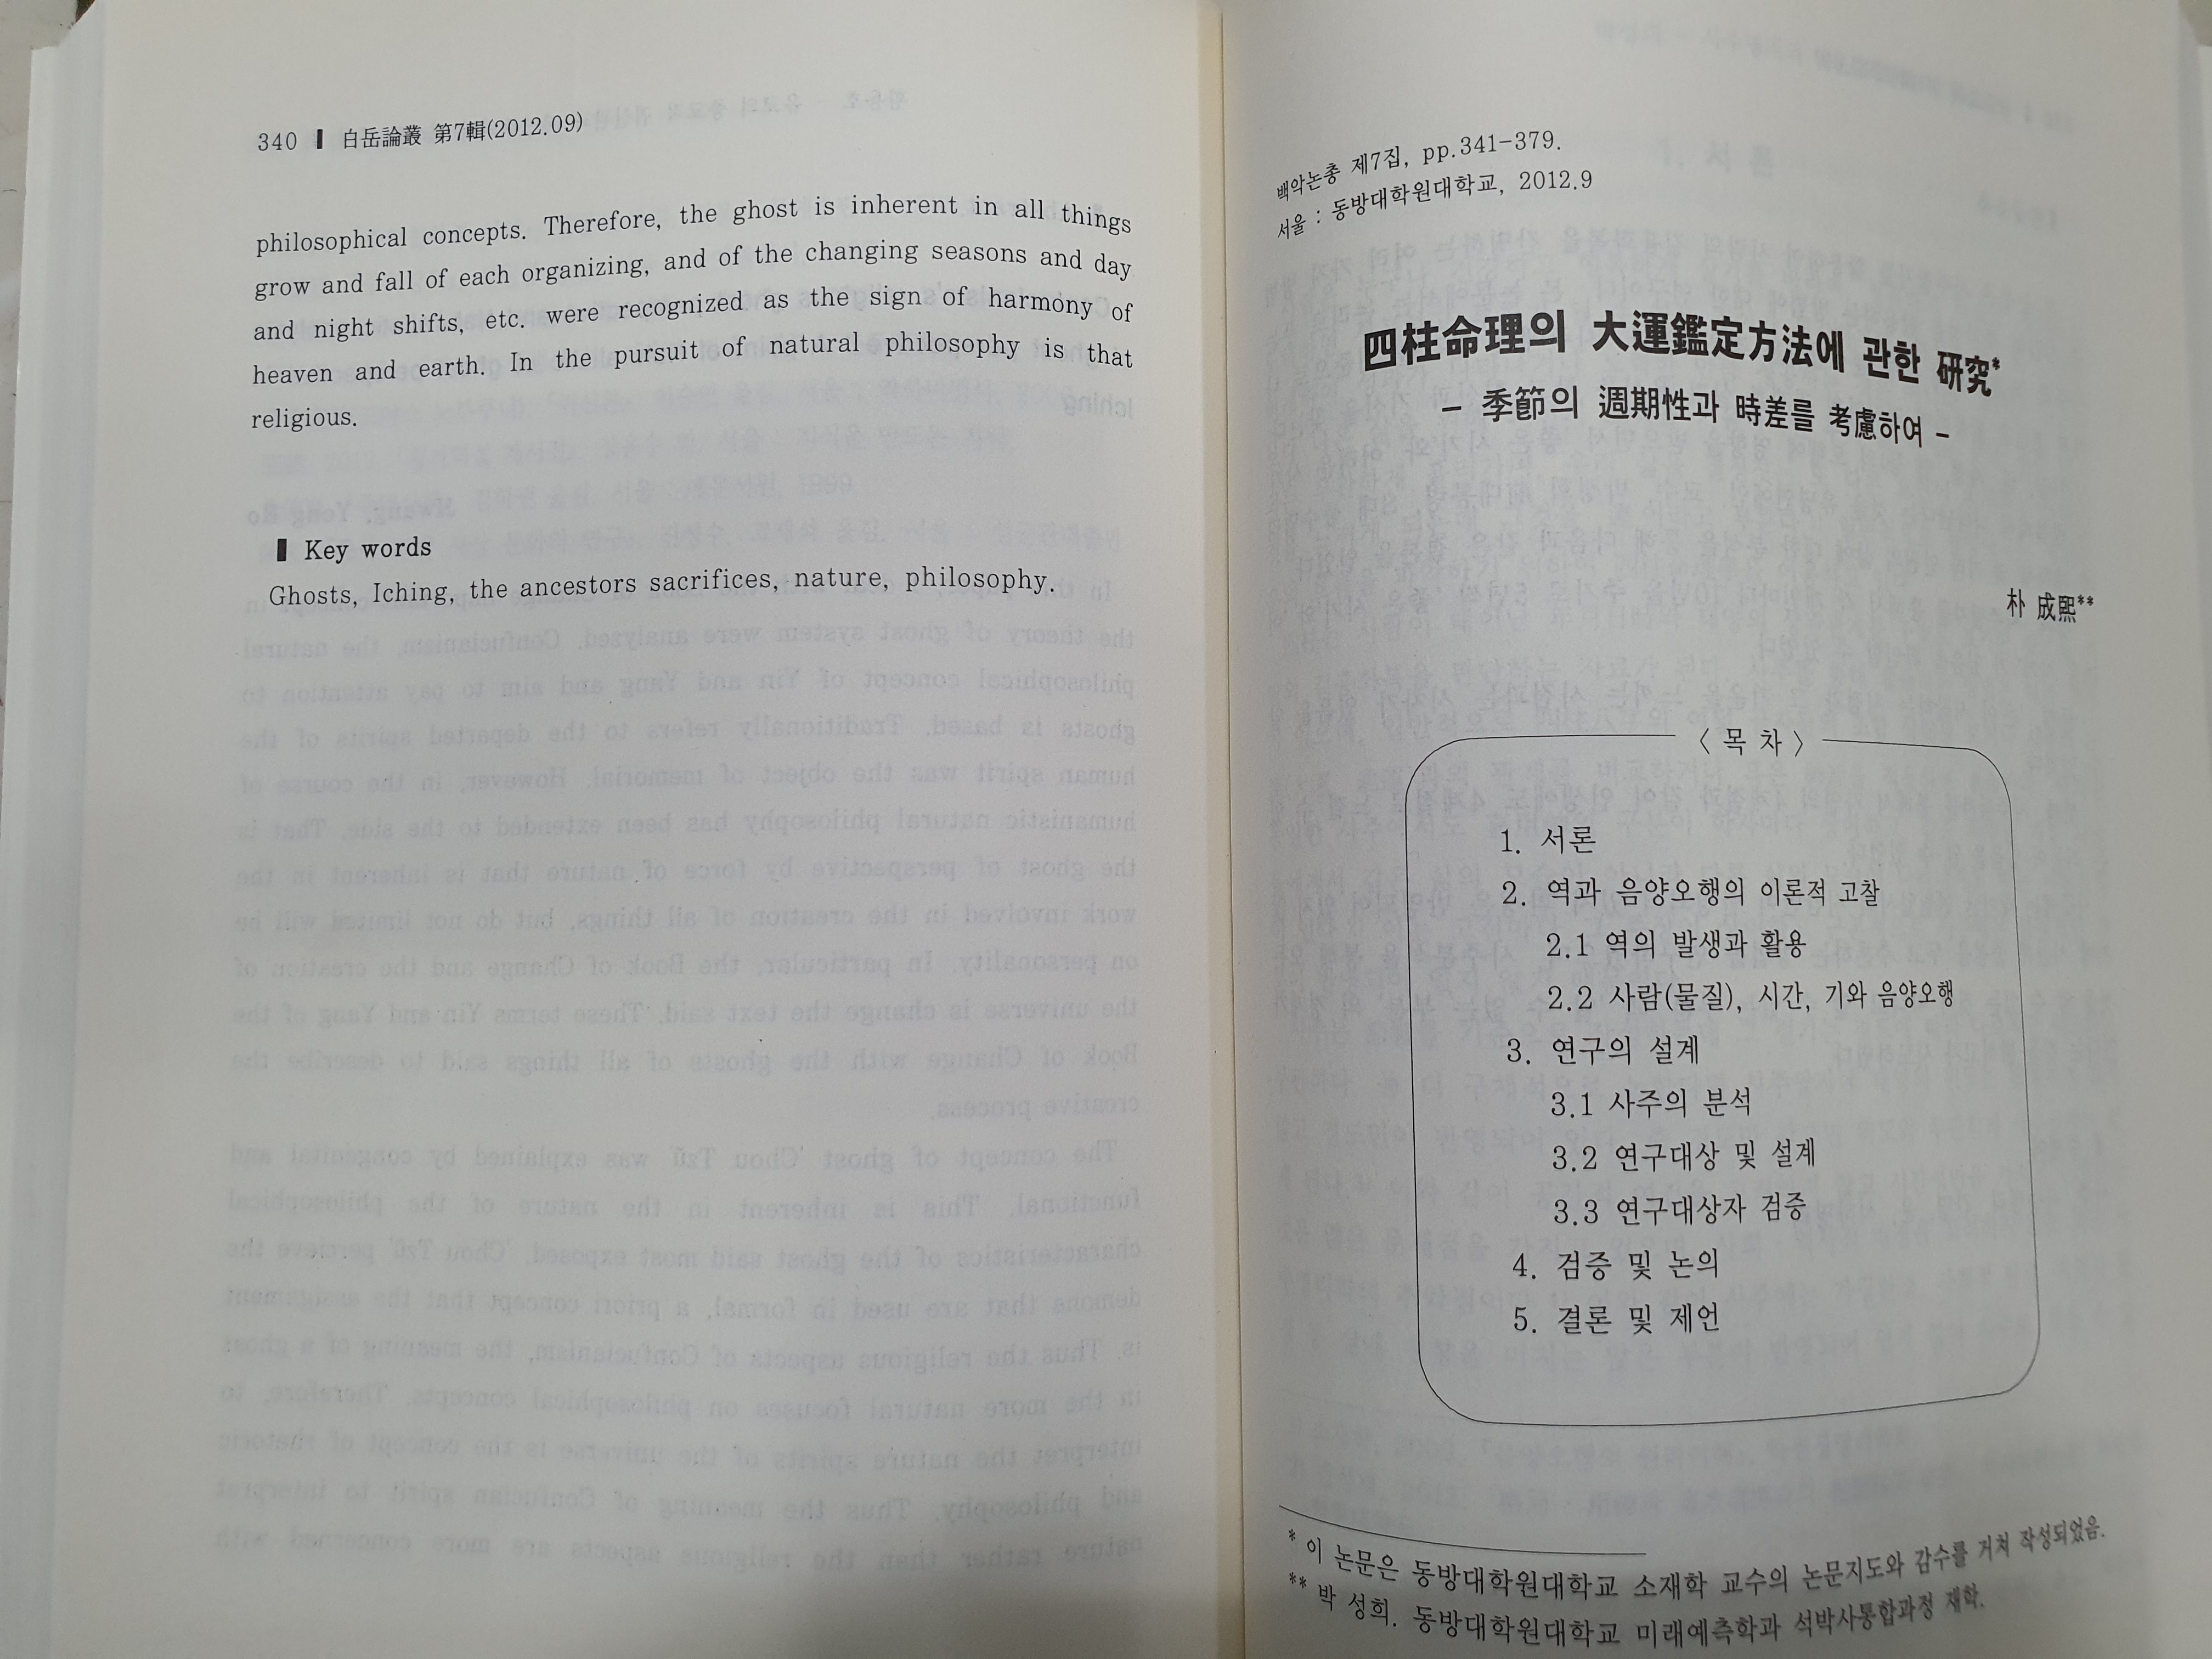 340 ▌ 白岳論叢 第7輯(2012.09)
philosophical concepts. Therefore, the ghost is inherent in all things
grow and fall of each organizing, and of the changing seasons and day
and night shifts, etc. were recognized as the sign of harmony of
heaven and earth. In the pursuit of natural philosophy is that
religious.
▌ Key words
Ghosts, Iching, the ancestors sacrifices, nature, philosophy.
백악논총 제7집, pp.341-379.
서울 : 동방대학원대학교, 2012.9
四柱命理의 大運鑑定方法에 관한 研究*
- 季節의 週期性과 時差를 考慮하여 -
朴 成熙**
〈 목 차 〉
1. 서론
2. 역과 음양오행의 이론적 고찰
2.1 역의 발생과 활용
2.2 사람(물질), 시간, 기와 음양오행
3. 연구의 설계
3.1 사주의 분석
3.2 연구대상 및 설계
3.3 연구대상자 검증
4. 검증 및 논의
5. 결론 및 제언
* 이 논문은 동방대학원대학교 소재학 교수의 논문지도와 감수를 거쳐 작성되었음.
** 박 성희. 동방대학원대학교 미래예측학과 석박사통합과정 재학.